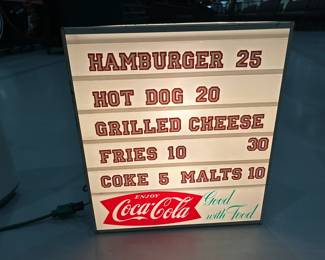 HAMBURGER 25
HOT DOG 20
GRILLED CHEESE
30
FRIES 10
COKE 5 MALTS 10
ENJOY
Coca-Cola
Good
with Food